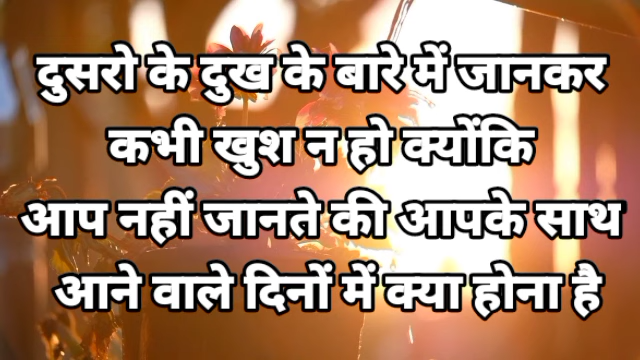 दुसरो के दुख के बारे में जानकर
कभी खुश न हो क्योंकि
आप नहीं जानते की आपके साथ
आने वाले दिनों में क्या होना है